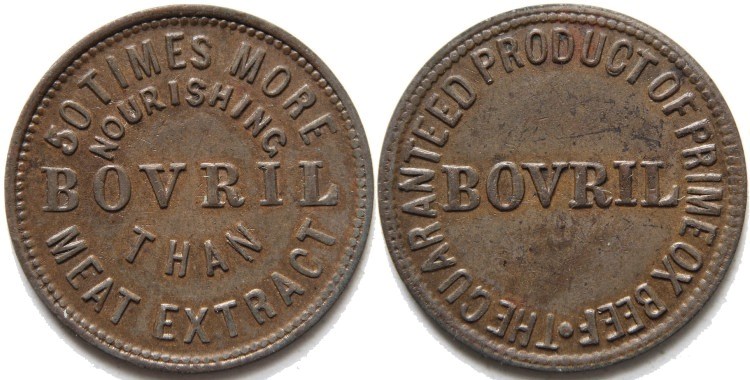 50 TIMES MORE
NOURISHING
BOVRIL
THAN
MEAT EXTRACT
THE GUARANTEED PRODUCT OF PRIME OX BEEF •
BOVRIL